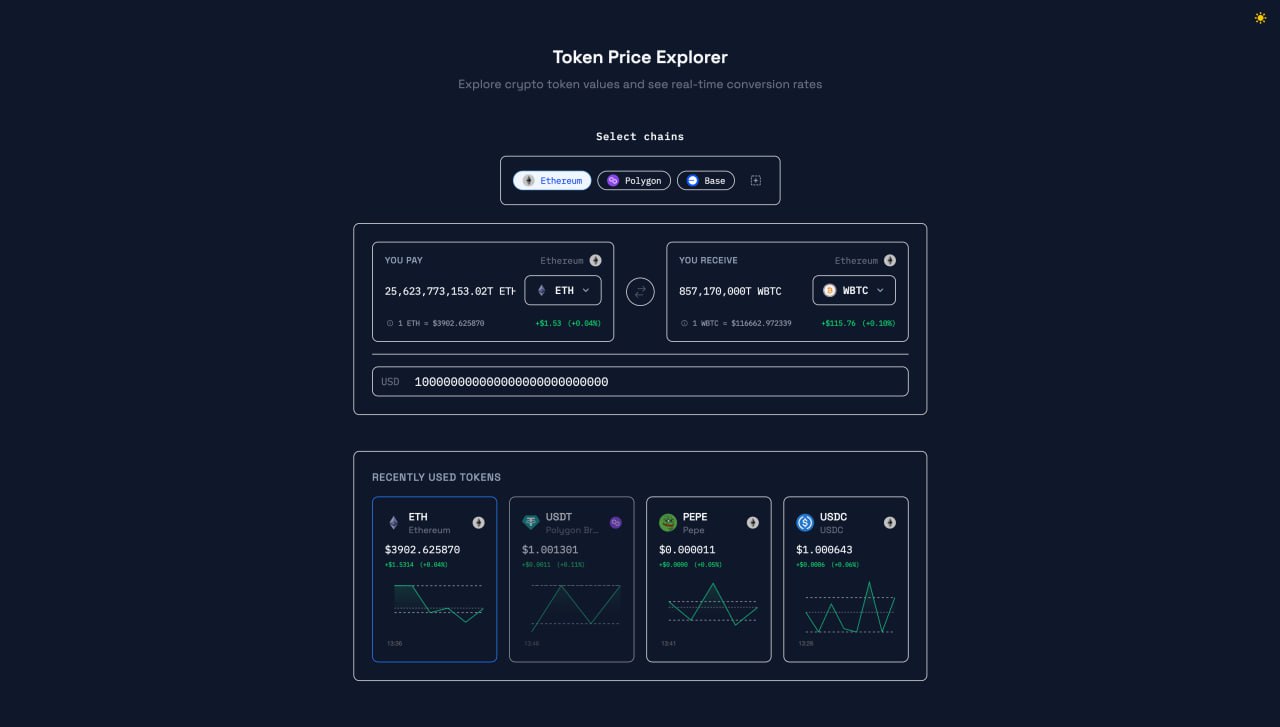 Token Price Explorer
Explore crypto token values and see real-time conversion rates
Select chains
Ethereum
Polygon
Base
YOU PAY
Ethereum
25,623,773,153.02T ETH
ETH
1 ETH = $3902.625870
+$1.53 (+0.04%)
YOU RECEIVE
Ethereum
857,170,000T WBTC
WBTC
1 WBTC = $116662.972339
+$115.76 (+0.10%)
USD
RECENTLY USED TOKENS
ETH
Ethereum
$3902.625870
+$1.5314 (+0.04%)
13:36
USDT
Polygon Br...
$1.001301
+$0.0011 (+0.11%)
13:46
PEPE
Pepe
$0.000011
+$0.0000 (+0.05%)
13:41
USDC
USDC
$1.000643
+$0.0006 (+0.06%)
13:26